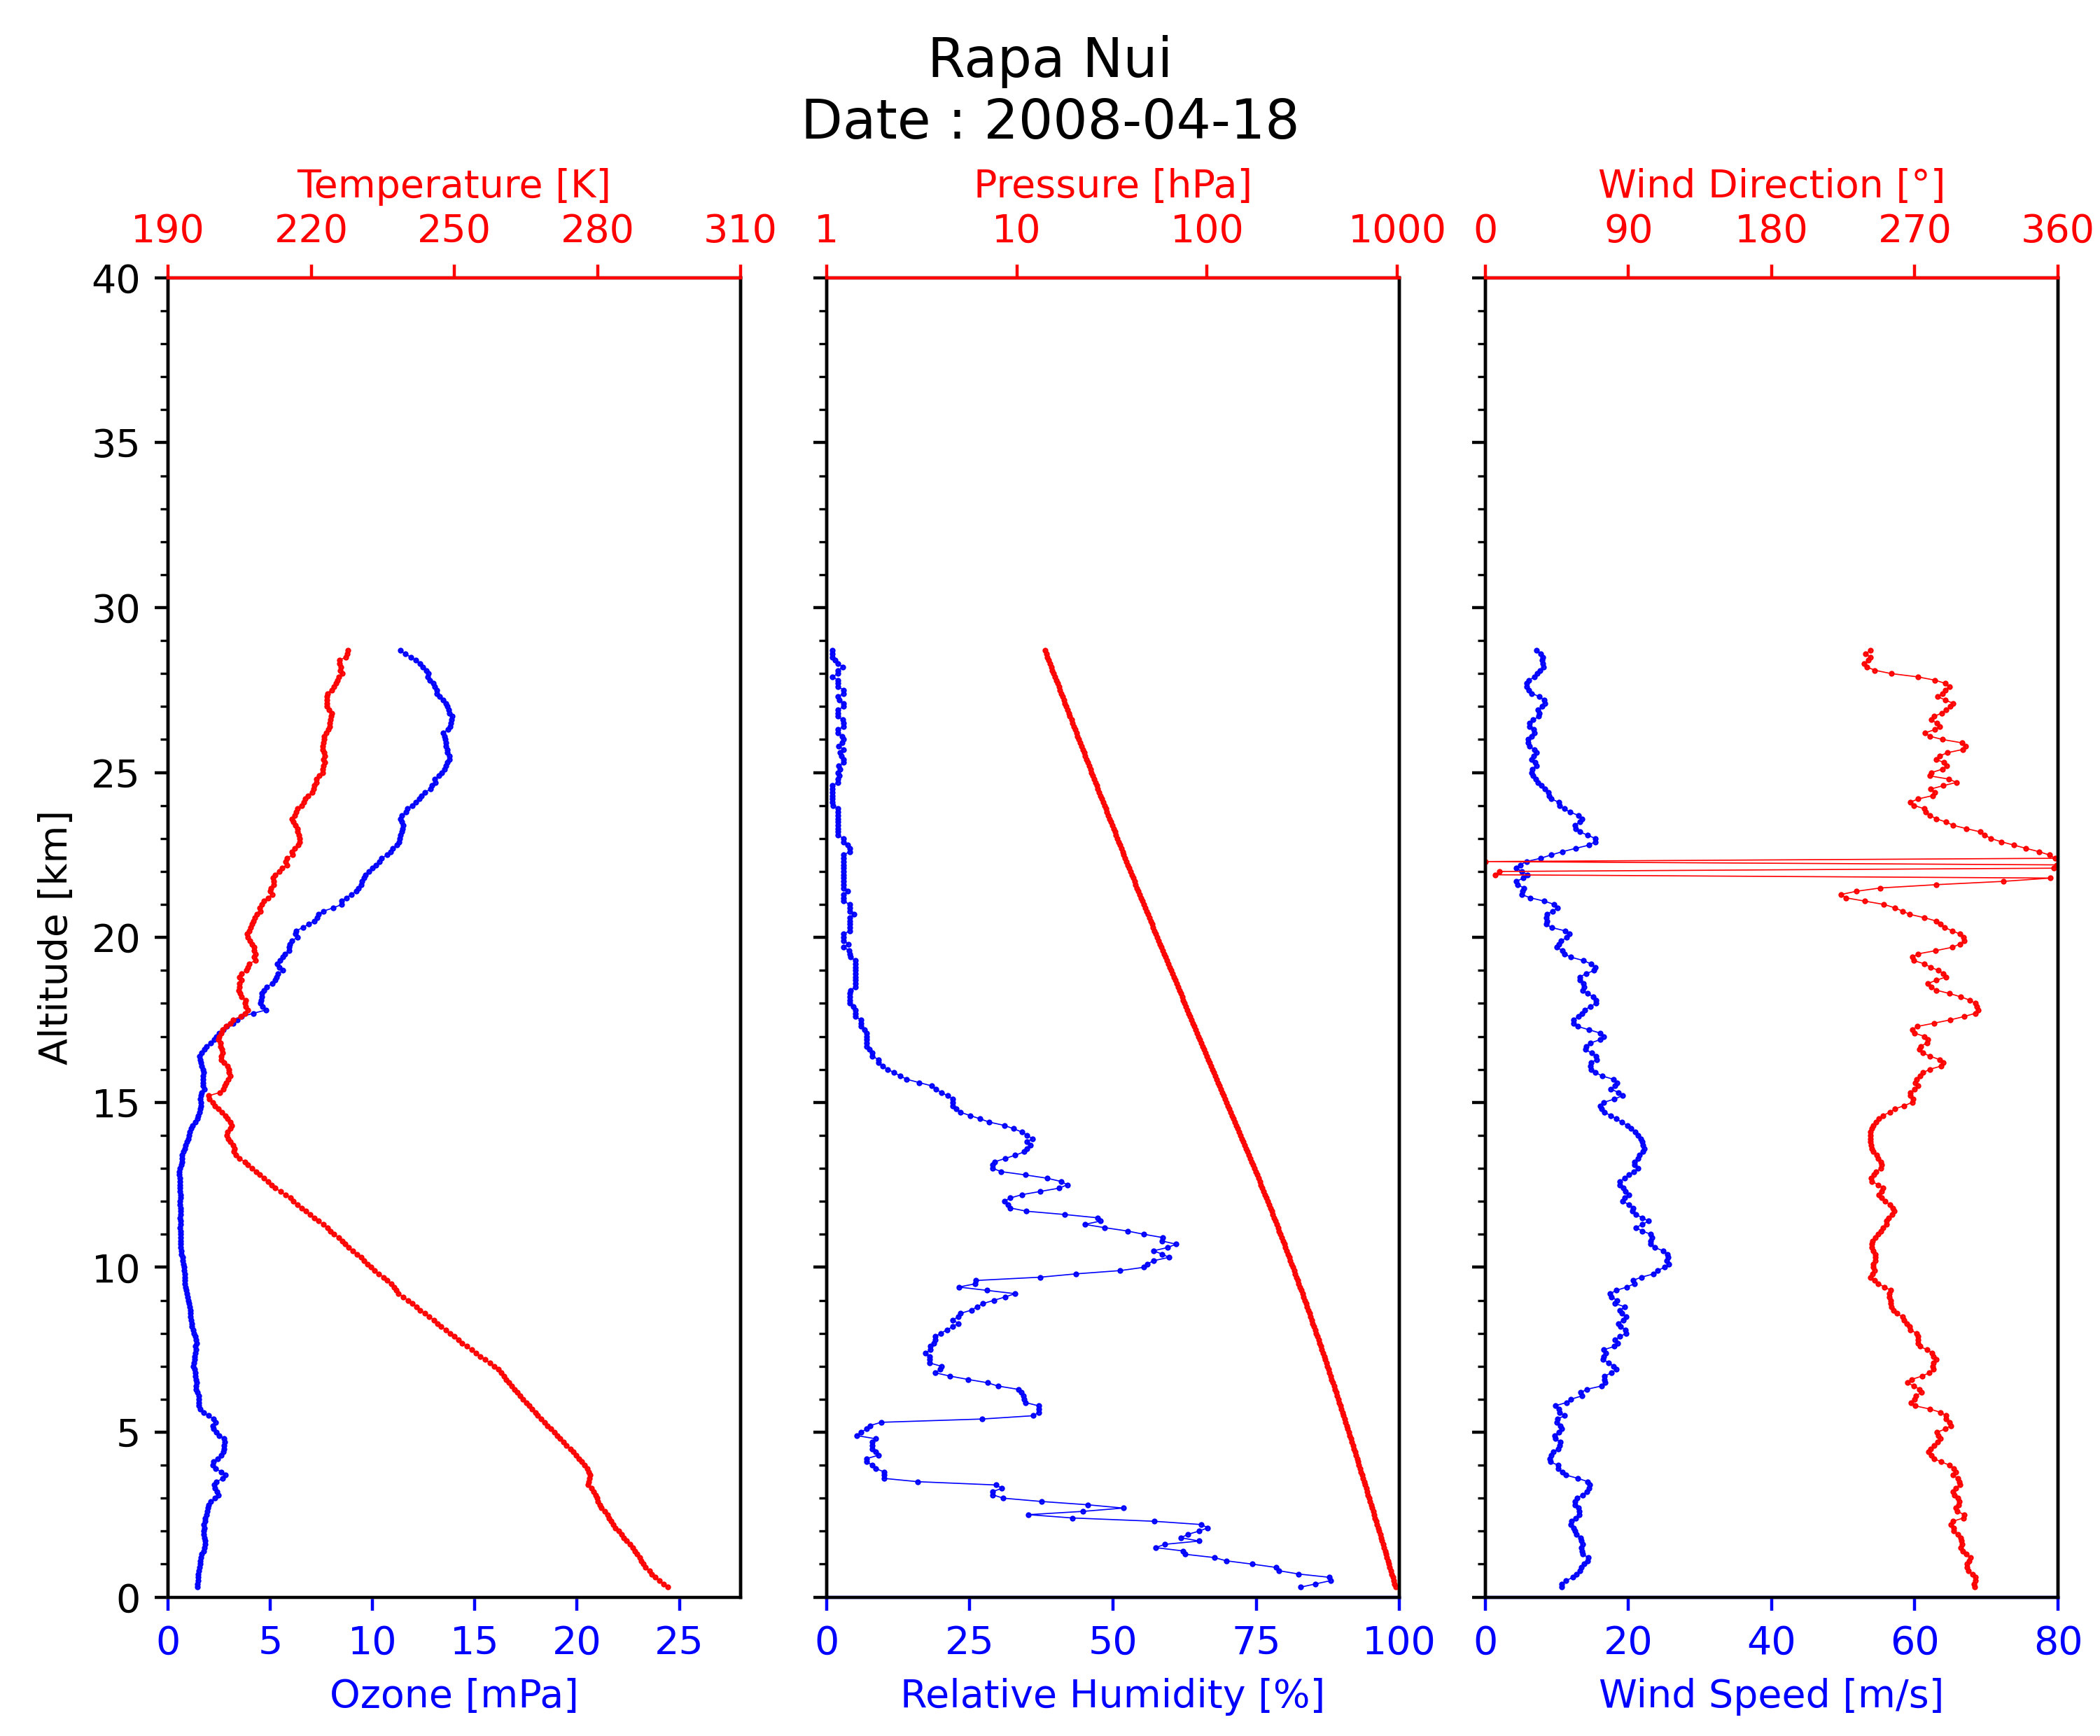 Rapa Nui
Date : 2008-04-18
Temperature [K]
190 220 250 280 310
Pressure [hPa]
1 10 100 1000
Wind Direction [°]
0 90 180 270 360
Altitude [km]
40
35
30
25
20
15
10
5
0
0 5 10 15 20 25
Ozone [mPa]
0 25 50 75 100
Relative Humidity [%]
0 20 40 60 80
Wind Speed [m/s]